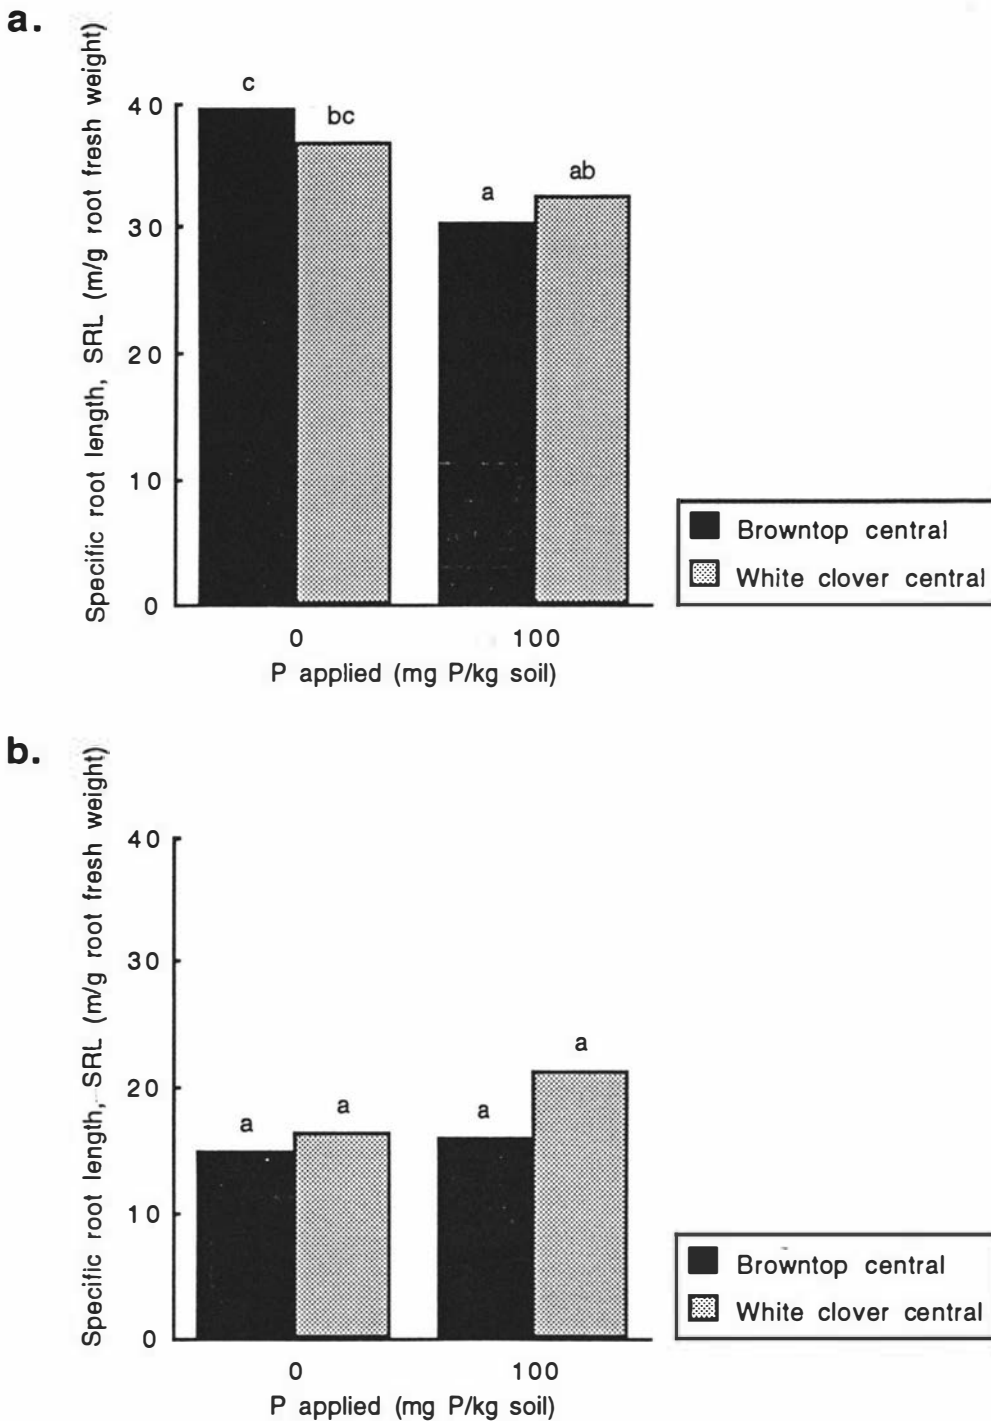 a.
Specific root length, SRL (m/g root fresh weight)
40
30
20
10
0
c
bc
a
ab
0
100
P applied (mg P/kg soil)
Browntop central
White clover central
b.
Specific root length, SRL (m/g root fresh weight)
40
30
20
10
0
a
a
a
a
0
100
P applied (mg P/kg soil)
Browntop central
White clover central